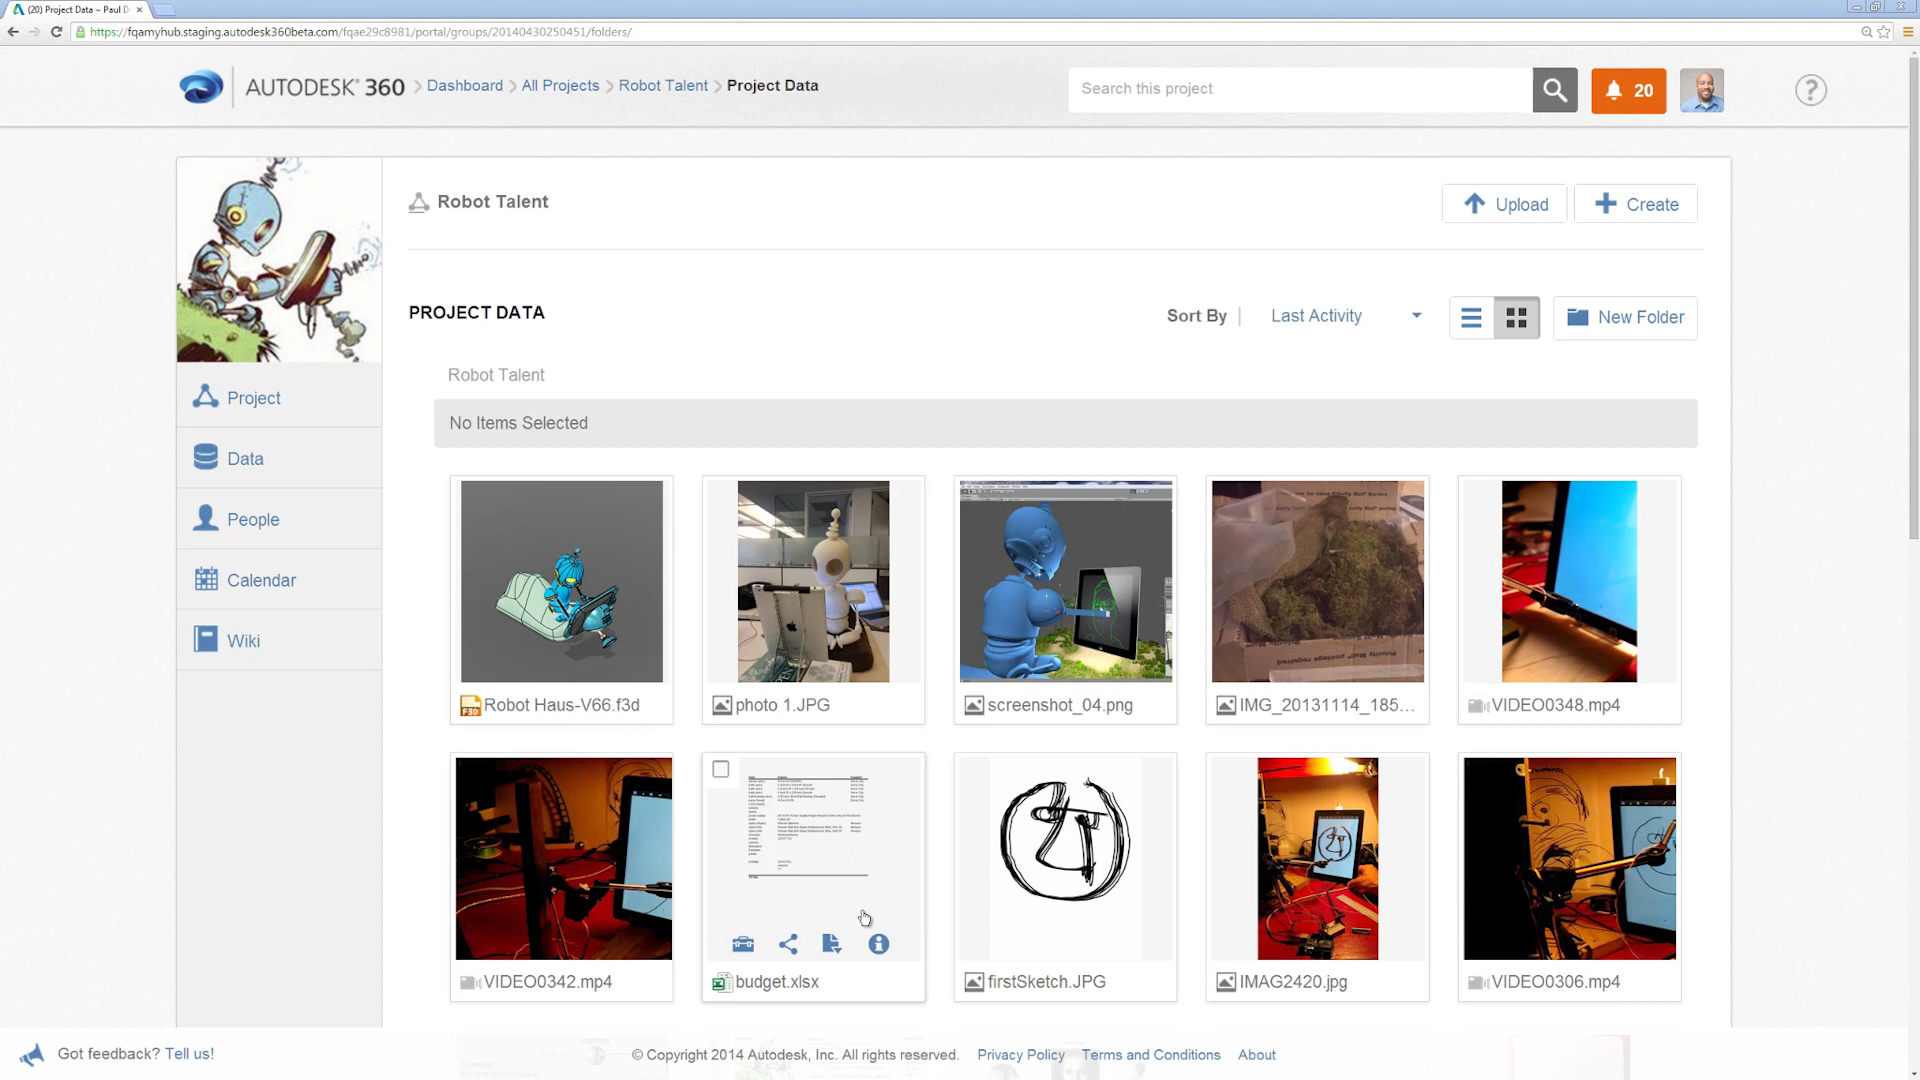 (20) Project Data ~ Paul D
https://fqamyhub.staging.autodesk360beta.com/fqae29c8981/portal/groups/20140430250451/folders/
AUTODESK® 360 > Dashboard > All Projects > Robot Talent > Project Data
Search this project
20
?
Robot Talent
Upload
Create
PROJECT DATA
Sort By
Last Activity
New Folder
Robot Talent
No Items Selected
Project
Data
People
Calendar
Wiki
F3D
Robot Haus-V66.f3d
photo 1.JPG
screenshot_04.png
IMG_20131114_185...
VIDEO0348.mp4
VIDEO0342.mp4
budget.xlsx
firstSketch.JPG
IMAG2420.jpg
VIDEO0306.mp4
Got feedback? Tell us!
© Copyright 2014 Autodesk, Inc. All rights reserved. Privacy Policy Terms and Conditions About